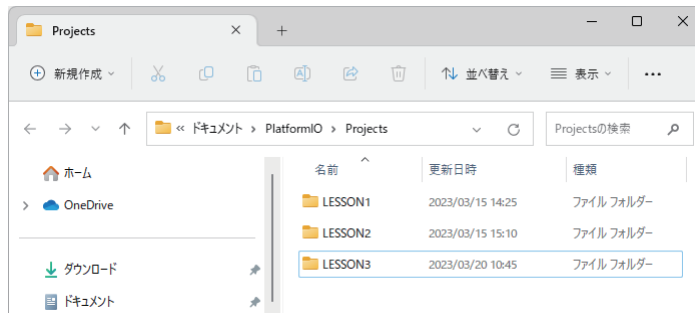 Projects
新規作成
並べ替え
表示
« ドキュメント > PlatformIO > Projects
Projectsの検索
ホーム
OneDrive
ダウンロード
ドキュメント
名前 更新日時 種類
LESSON1 2023/03/15 14:25 ファイル フォルダー
LESSON2 2023/03/15 15:10 ファイル フォルダー
LESSON3 2023/03/20 10:45 ファイル フォルダー